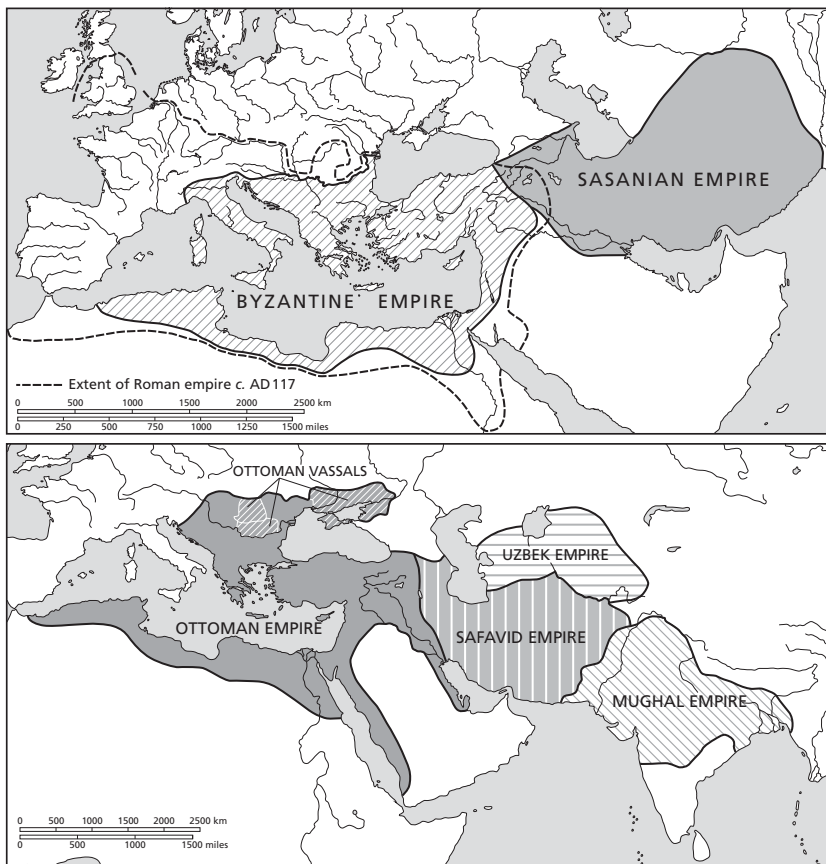 SASANIAN EMPIRE
BYZANTINE EMPIRE
Extent of Roman empire c. AD 117
0 500 1000 1500 2000 2500 km
0 250 500 750 1000 1250 1500 miles
OTTOMAN VASSALS
UZBEK EMPIRE
OTTOMAN EMPIRE
SAFAVID EMPIRE
MUGHAL EMPIRE
0 500 1000 1500 2000 2500 km
0 500 1000 1500 miles